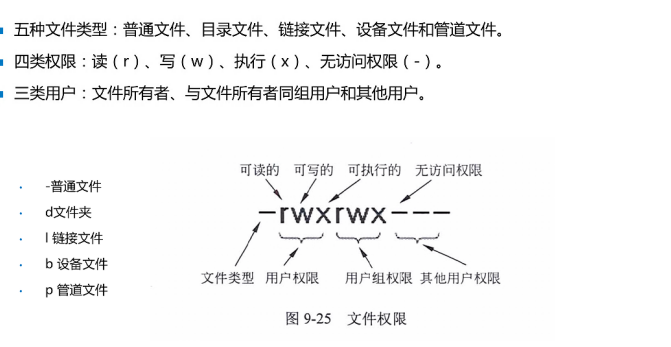 五种文件类型：普通文件、目录文件、链接文件、设备文件和管道文件。
四类权限：读（r）、写（w）、执行（x）、无访问权限（-）。
三类用户：文件所有者、与文件所有者同组用户和其他用户。
-普通文件
d文件夹
l 链接文件
b 设备文件
p 管道文件
可读的 可写的 可执行的 无访问权限
-rwxrwx---
文件类型 用户权限 用户组权限 其他用户权限
图 9-25 文件权限